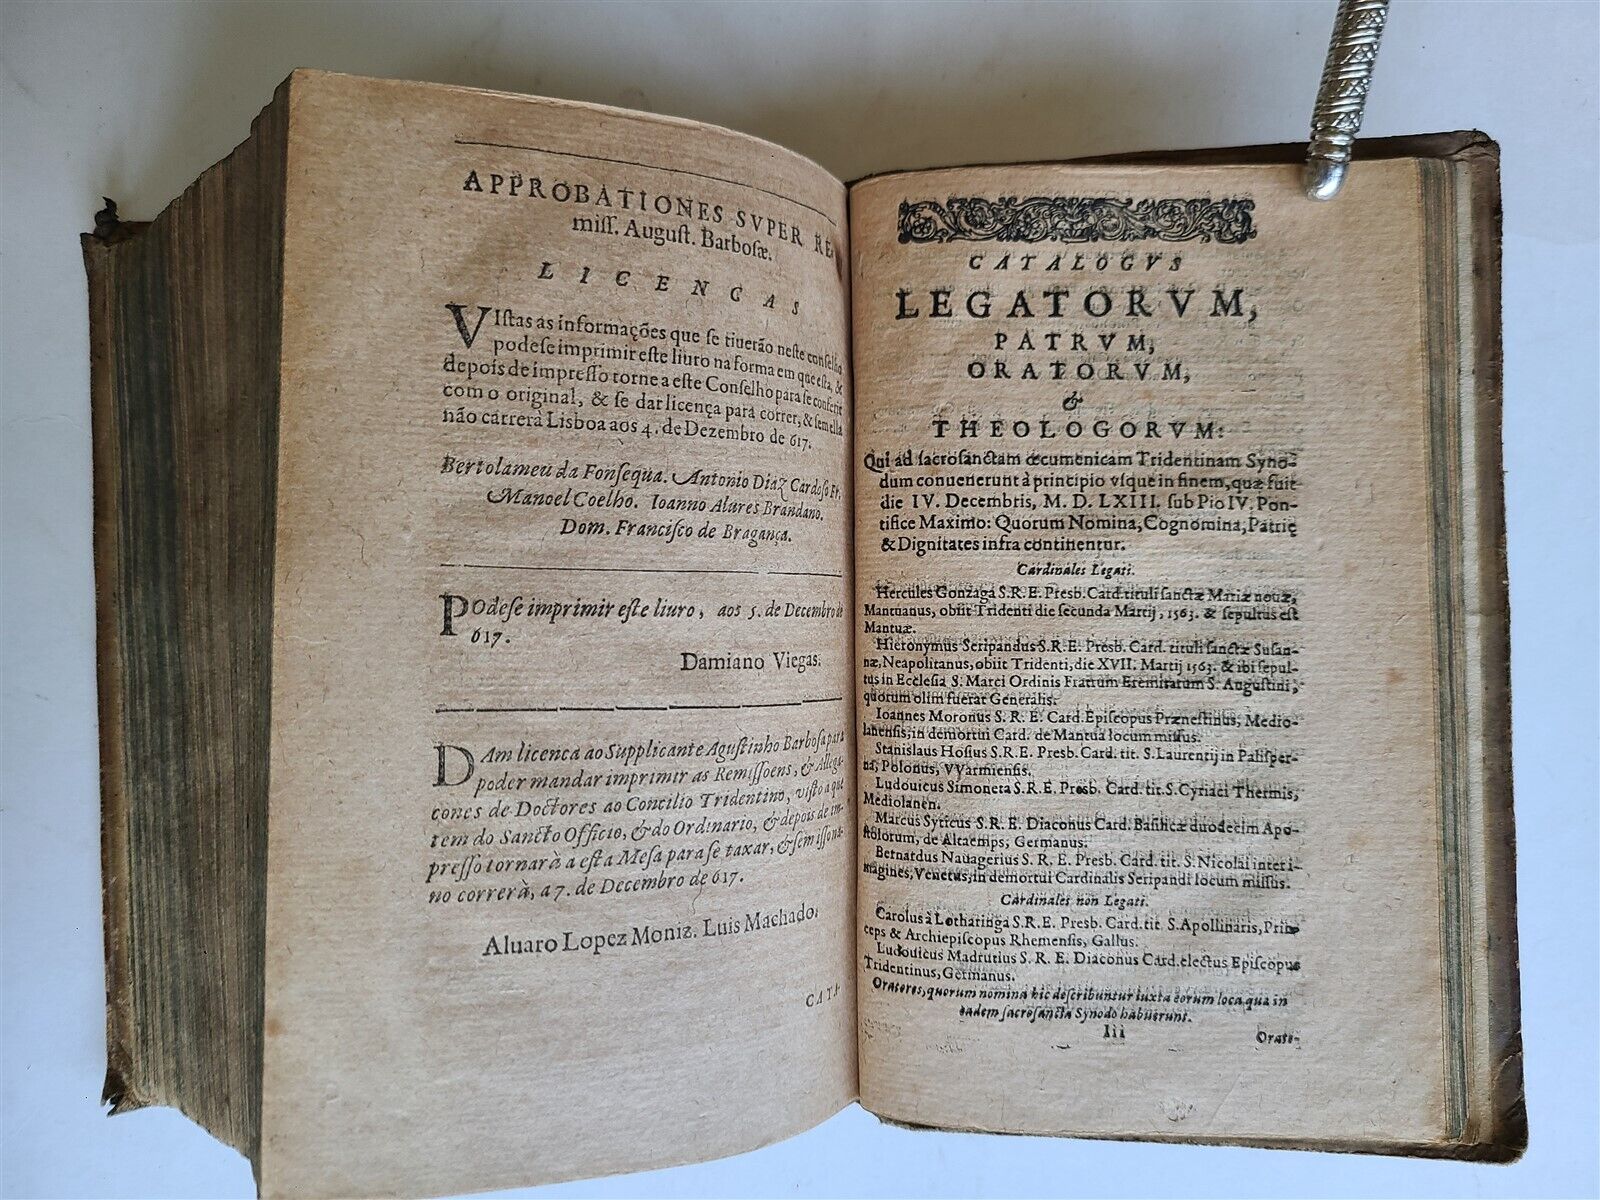 APPROBATIONES SVPER RE-
miſſ. Auguſt. Barboſæ.
LICENCAS
VIſtas as informações que ſe tiuerão neſte conſelho
podeſe imprimir eſte liuro na forma em que eſta, &
depois de impreſſo torne a eſte Conſelho para ſe conferir
com o original, & ſe dar licença para correr, & ſem ella
não carrerà Lisboa aos 4. de Dezembro de 617.
Bertolameu da Fonſequa. Antonio Diaz Cardoſo Fr.
Manoel Coelho. Ioanno Alures Brandano.
Dom. Franciſco de Bragança.
POdeſe imprimir eſte liuro, aos 5. de Decembro de
617.
Damiano Viegas.
DAm licenca ao Supplicante Aguſtinho Barboſa para
poder mandar imprimir as Remiſſoens, & Allega-
cones de Doctores ao Concilio Tridentino, viſto a que
tem do Sancto Officio, & do Ordinario, & depois de im-
preſſo tornarà a eſta Meſa para ſe taxar, & ſem iſſo na-
no correrà, a 7. de Decembro de 617.
Aluaro Lopez Moniz. Luis Machado.
CATA-
CATALOGVS
LEGATORVM,
PATRVM,
ORATORVM,
&
THEOLOGORVM:
Qui ad ſacroſanctam œcumenicam Tridentinam Syno-
dum conuenerunt à principio vſque in finem, quæ fuit
die IV. Decembris, M. D. LXIII. ſub Pio IV. Pon-
tifice Maximo: Quorum Nomina, Cognomina, Patrię
& Dignitates infra continentur.
Cardinales Legati.
Hercules Gonzaga S.R.E. Presb. Card. tituli ſanctæ Mariæ nouæ,
Mantuanus, obiit Tridenti die ſecunda Martij, 1563. & ſepultus eſt
Mantuæ.
Hieronymus Seripandus S.R.E. Presb. Card. tituli ſanctæ Suſan-
næ, Neapolitanus, obiit Tridenti, die XVII. Martij 1563. & ibi ſepul-
tus in Eccleſia S. Marci Ordinis Fratrum Eremitarum S. Auguſtini,
quorum olim fuerat Generalis.
Ioannes Moronus S. R. E. Card. Epiſcopus Præneſtinus, Medio-
lanenſis, in demortui Card. de Mantua locum miſſus.
Stanislaus Hoſius S.R.E. Presb. Card. tit. S. Laurentij in Paliſper-
na, Polonus, VVarmienſis.
Ludouicus Simoneta S.R.E. Presb. Card. tit. S. Cyriaci Thermis,
Mediolanen.
Marcus Syticus S.R.E. Diaconus Card. Baſilicæ duodecim Apo-
ſtolorum, de Altaemps, Germanus.
Bernardus Nauagerius S. R. E. Presb. Card. tit. S. Nicolai inter i-
magines, Venetus, in demortui Cardinalis Seripandi locum miſſus.
Cardinales non Legati.
Carolus à Lotharinga S.R.E. Presb. Card. tit. S. Apollinaris, Prin-
ceps & Archiepiſcopus Rhemenſis, Gallus.
Ludouicus Madrutius S. R. E. Diaconus Card. electus Epiſcopus
Tridentinus, Germanus.
Oratores, quorum nomina hic deſcribuntur iuxta eorum loca qua in
eadem ſacroſancta Synodo habuerunt.
Iii
Orato-